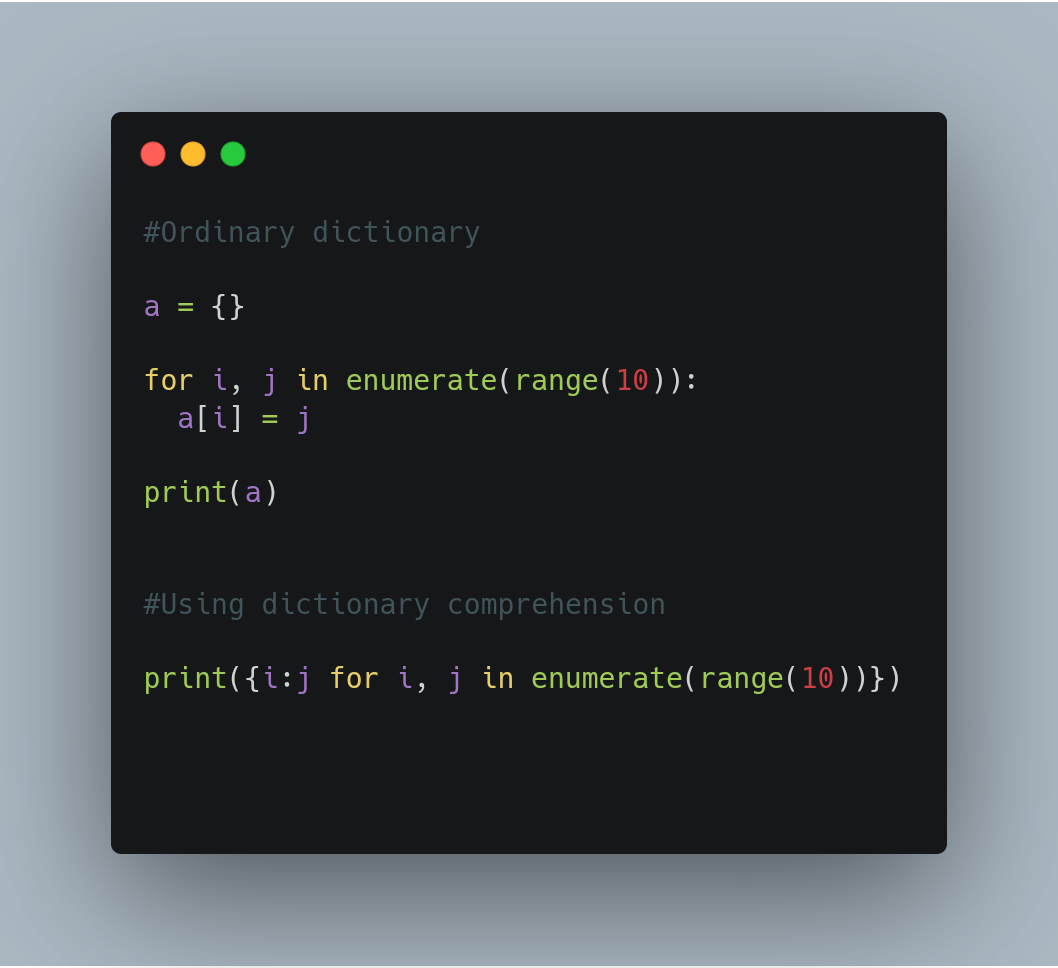 #Ordinary dictionary
a = {}
for i, j in enumerate(range(10)):
  a[i] = j
print(a)
#Using dictionary comprehension
print({i:j for i, j in enumerate(range(10))})